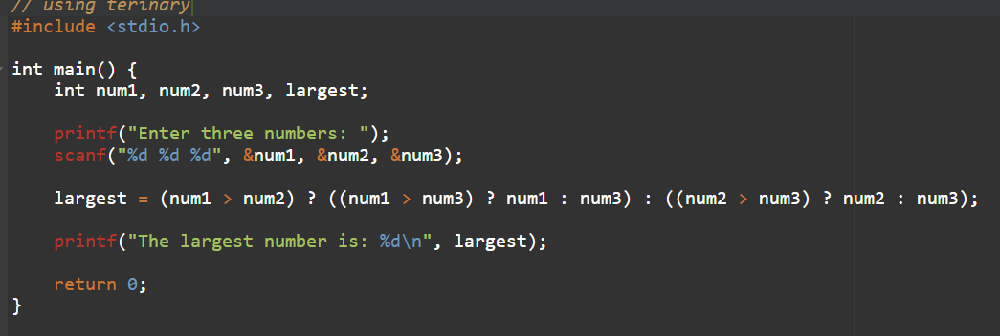 // using terinary
#include <stdio.h>
int main() {
    int num1, num2, num3, largest;
    printf("Enter three numbers: ");
    scanf("%d %d %d", &num1, &num2, &num3);
    largest = (num1 > num2) ? ((num1 > num3) ? num1 : num3) : ((num2 > num3) ? num2 : num3);
    printf("The largest number is: %d\n", largest);
    return 0;
}